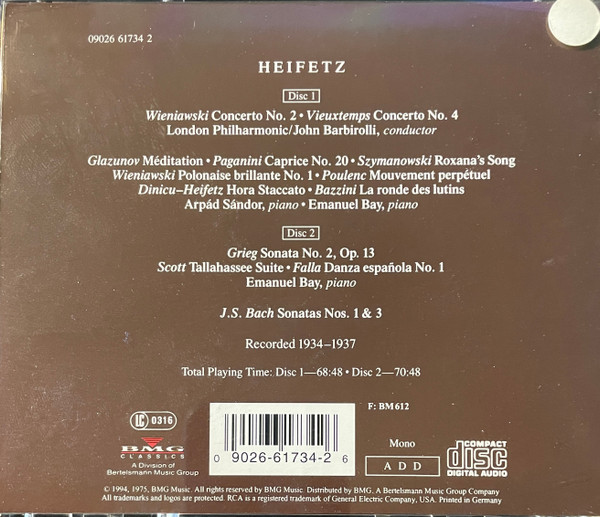 09026 61734 2
HEIFETZ
Disc 1
Wieniawski Concerto No. 2 • Vieuxtemps Concerto No. 4
London Philharmonic/John Barbirolli, conductor
Glazunov Méditation • Paganini Caprice No. 20 • Szymanowski Roxana's Song
Wieniawski Polonaise brillante No. 1 • Poulenc Mouvement perpétuel
Dinicu–Heifetz Hora Staccato • Bazzini La ronde des lutins
Arpád Sándor, piano • Emanuel Bay, piano
Disc 2
Grieg Sonata No. 2, Op. 13
Scott Tallahassee Suite • Falla Danza española No. 1
Emanuel Bay, piano
J.S. Bach Sonatas Nos. 1 & 3
Recorded 1934–1937
Total Playing Time: Disc 1—68:48 • Disc 2—70:48
F: BM 612
LC 0316
BMG
CLASSICS
A Division of
Bertelsmann Music Group
0 9026-61734-2 6
Mono
A D D
COMPACT
disc
DIGITAL AUDIO
© 1994, 1975, BMG Music. All rights reserved by BMG Music. Distributed by BMG. A Bertelsmann Music Group Company
All trademarks and logos are protected. RCA is a registered trademark of General Electric Company, USA. Printed in Germany